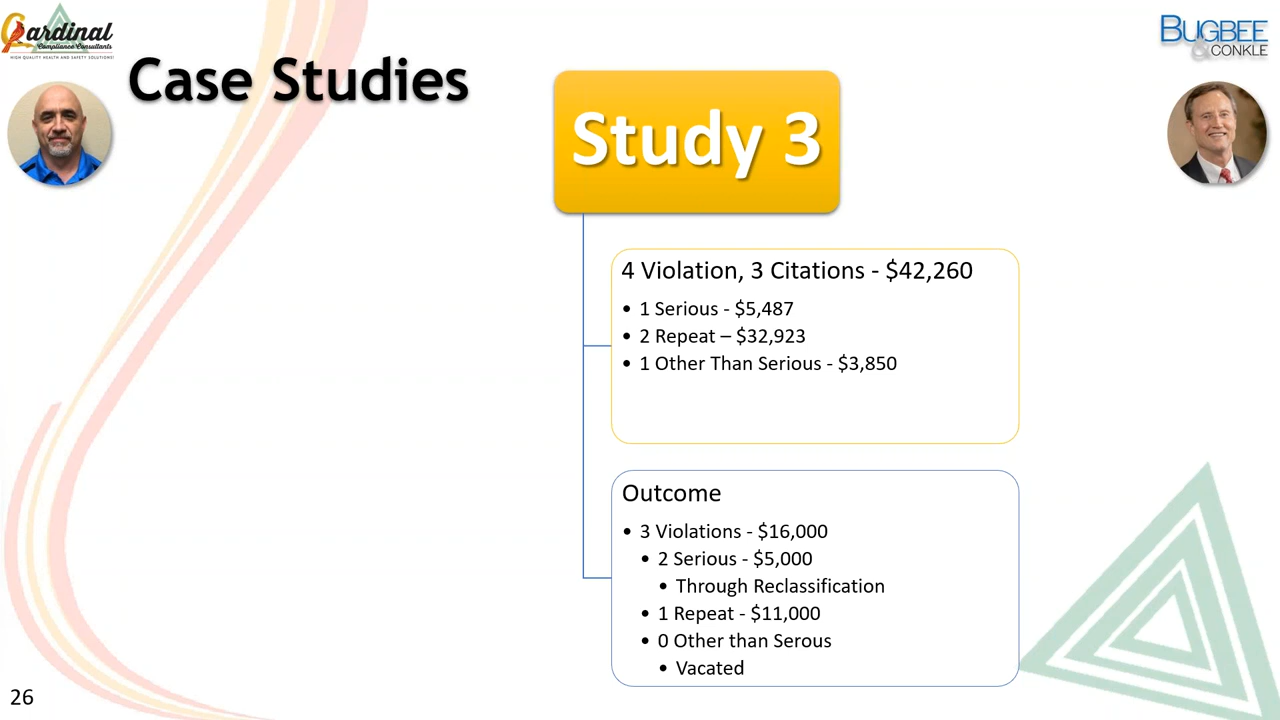 Cardinal
Compliance Consultants
HIGH QUALITY HEALTH AND SAFETY SOLUTIONS!
BUGBEE
& CONKLE
Case Studies
Study 3
4 Violation, 3 Citations - $42,260
• 1 Serious - $5,487
• 2 Repeat – $32,923
• 1 Other Than Serious - $3,850
Outcome
• 3 Violations - $16,000
• 2 Serious - $5,000
• Through Reclassification
• 1 Repeat - $11,000
• 0 Other than Serous
• Vacated
26